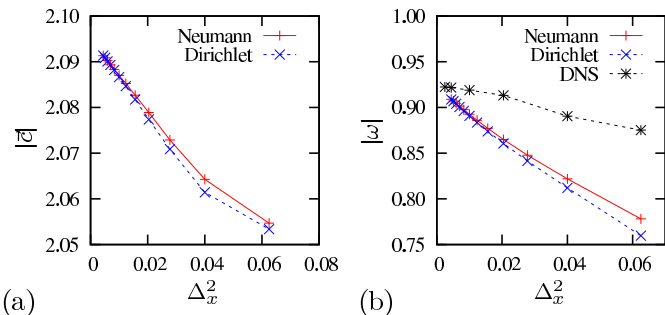 2.10
2.09
2.08
2.07
2.06
2.05
|c⃗|
Neumann
Dirichlet
0
0.02
0.04
0.06
0.08
Δₓ²
(a)
1.00
0.95
0.90
0.85
0.80
0.75
|ω|
Neumann
Dirichlet
DNS
0
0.02
0.04
0.06
Δₓ²
(b)